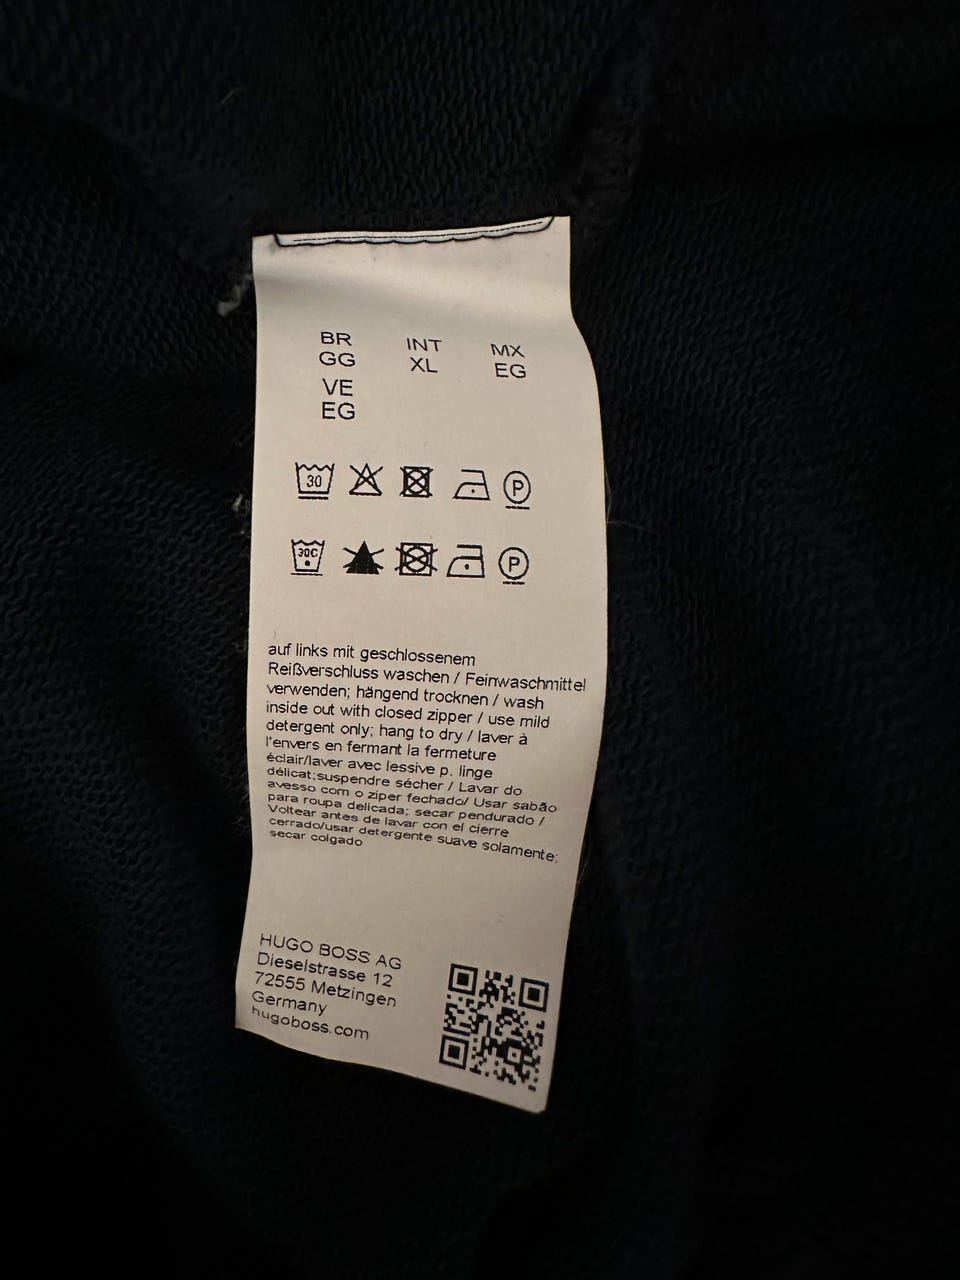 BR INT MX
GG XL EG
VE
EG
30 P
30C P
auf links mit geschlossenem
Reißverschluss waschen / Feinwaschmittel
verwenden; hängend trocknen / wash
inside out with closed zipper / use mild
detergent only; hang to dry / laver à
l'envers en fermant la fermeture
éclair/laver avec lessive p. linge
délicat;suspendre sécher / Lavar do
avesso com o ziper fechado/ Usar sabão
para roupa delicada; secar pendurado /
Voltear antes de lavar con el cierre
cerrado/usar detergente suave solamente;
secar colgado
HUGO BOSS AG
Dieselstrasse 12
72555 Metzingen
Germany
hugoboss.com